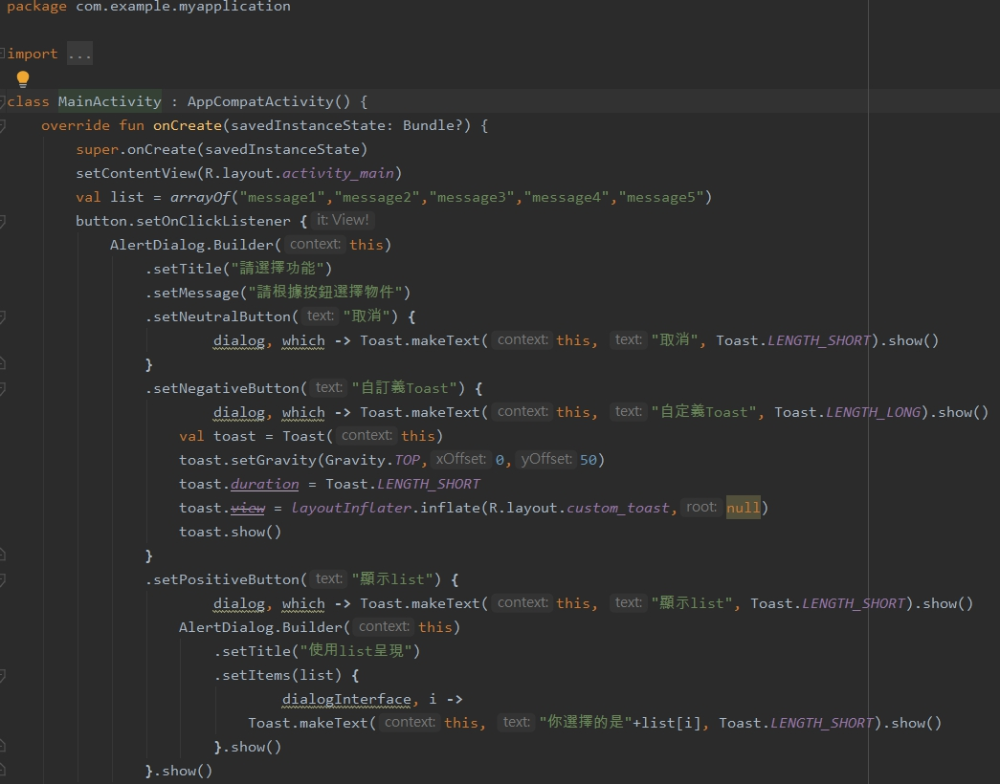 package com.example.myapplication
import ...
class MainActivity : AppCompatActivity() {
override fun onCreate(savedInstanceState: Bundle?) {
super.onCreate(savedInstanceState)
setContentView(R.layout.activity_main)
val list = arrayOf("message1","message2","message3","message4","message5")
button.setOnClickListener { it: View!
AlertDialog.Builder( context: this)
.setTitle("請選擇功能")
.setMessage("請根據按鈕選擇物件")
.setNeutralButton( text: "取消") {
dialog, which -> Toast.makeText( context: this, text: "取消", Toast.LENGTH_SHORT).show()
}
.setNegativeButton( text: "自訂義Toast") {
dialog, which -> Toast.makeText( context: this, text: "自定義Toast", Toast.LENGTH_LONG).show()
val toast = Toast( context: this)
toast.setGravity(Gravity.TOP, xOffset: 0, yOffset: 50)
toast.duration = Toast.LENGTH_SHORT
toast.view = layoutInflater.inflate(R.layout.custom_toast, root: null)
toast.show()
}
.setPositiveButton( text: "顯示list") {
dialog, which -> Toast.makeText( context: this, text: "顯示list", Toast.LENGTH_SHORT).show()
AlertDialog.Builder( context: this)
.setTitle("使用list呈現")
.setItems(list) {
dialogInterface, i ->
Toast.makeText( context: this, text: "你選擇的是"+list[i], Toast.LENGTH_SHORT).show()
}.show()
}.show()